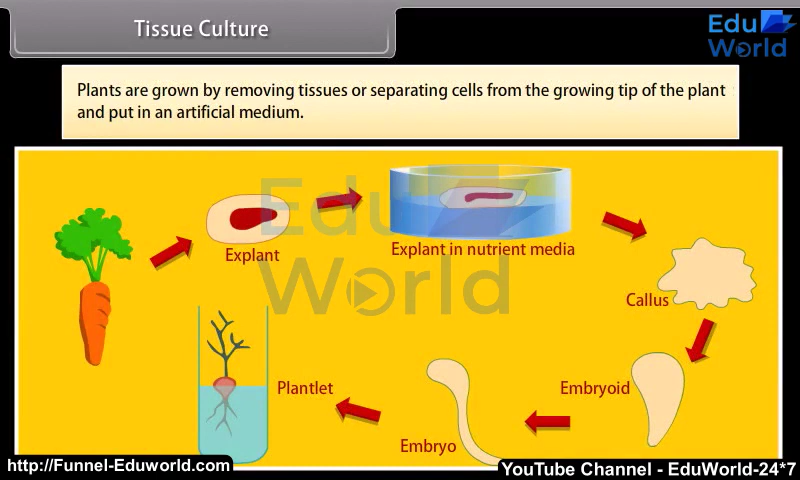 Tissue Culture
Edu
World
Plants are grown by removing tissues or separating cells from the growing tip of the plant
and put in an artificial medium.
Edu
World
Explant
Explant in nutrient media
Callus
Plantlet
Embryoid
Embryo
http://Funnel-Eduworld.com
YouTube Channel - EduWorld-24*7